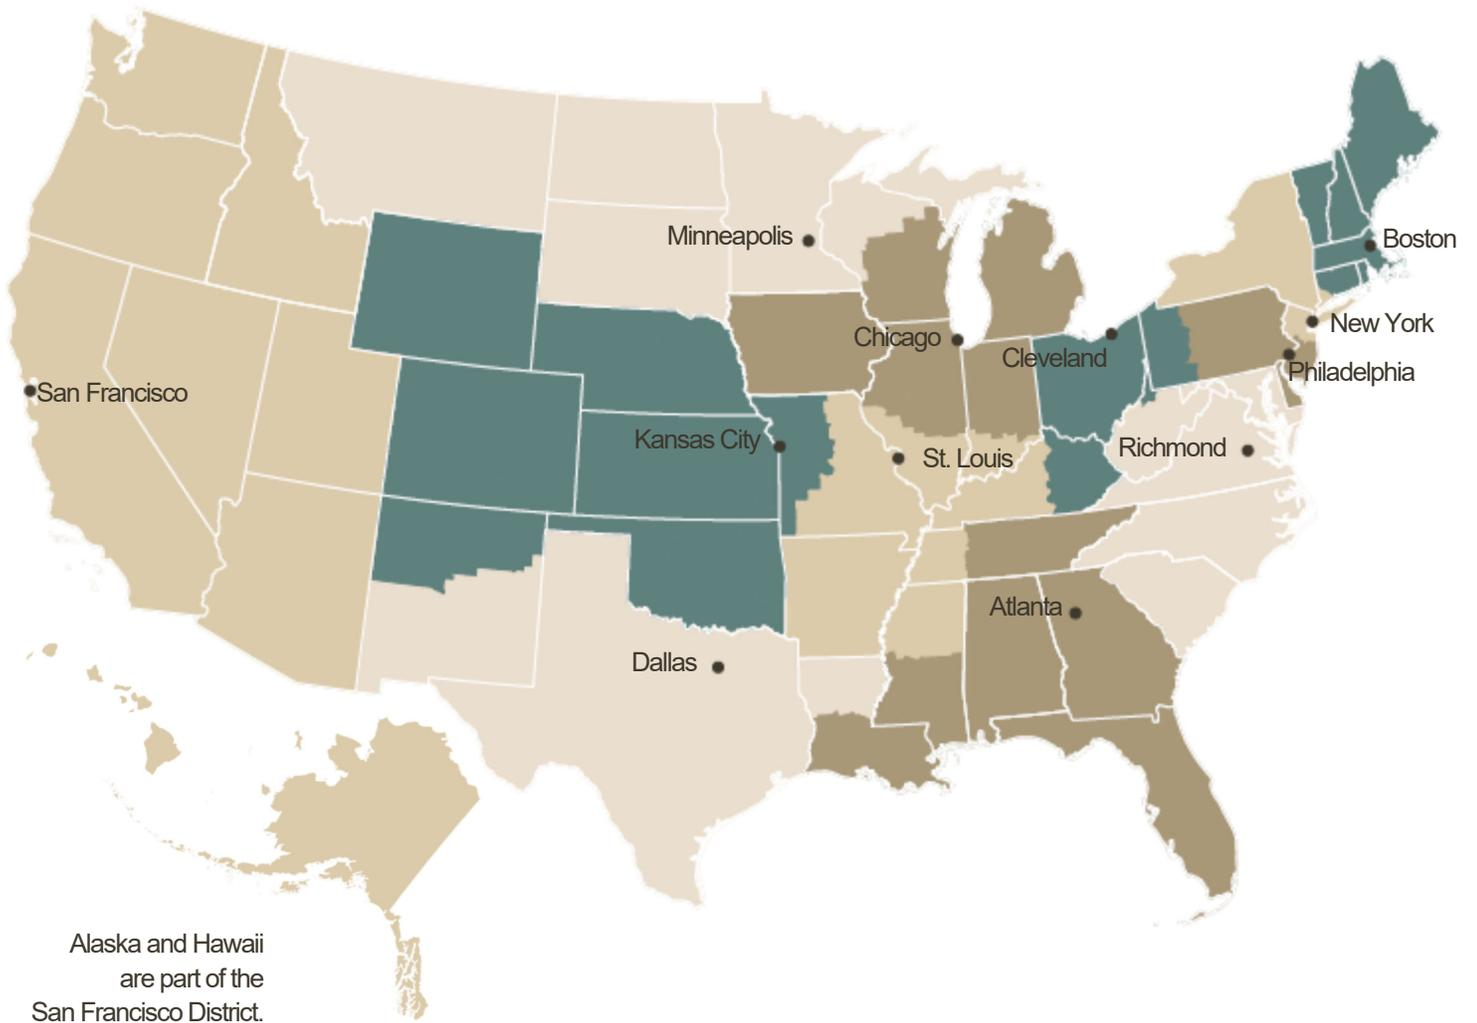 Boston
Minneapolis
New York
Chicago
Cleveland
Philadelphia
San Francisco
Kansas City
Richmond
St. Louis
Atlanta
Dallas
Alaska and Hawaii
are part of the
San Francisco District.